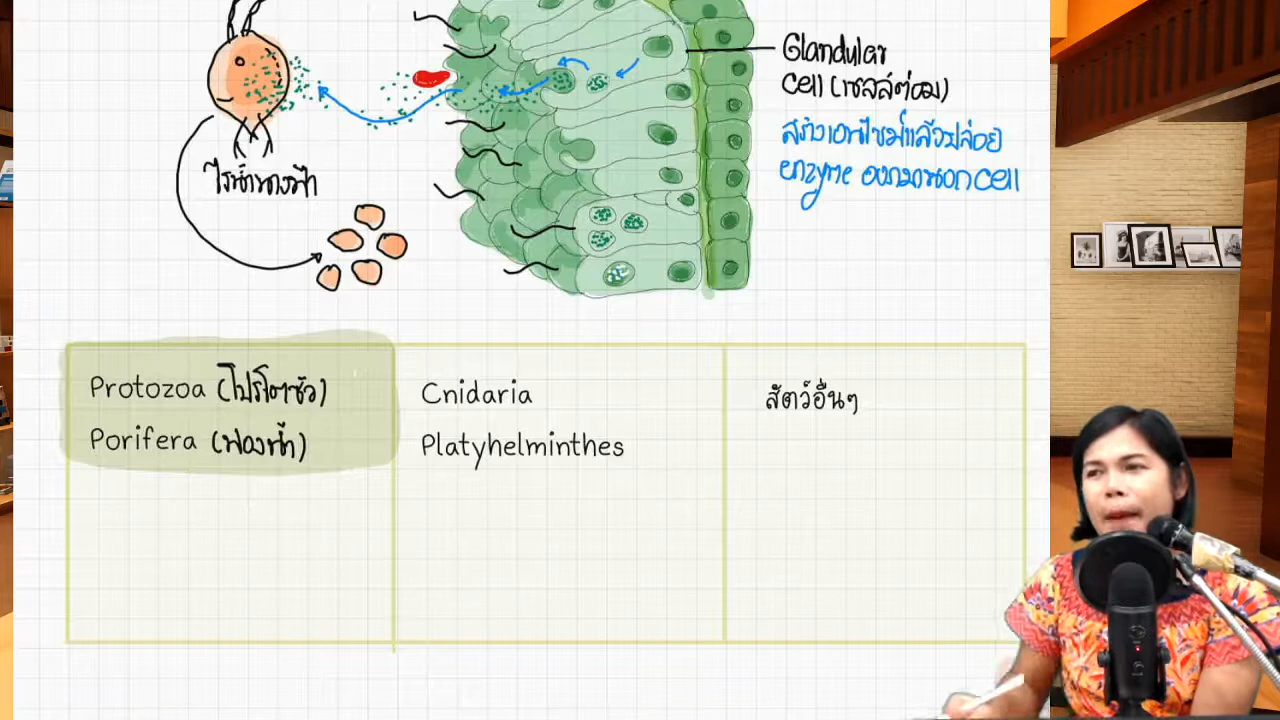 Glandular
Cell (เซลล์ต่อม)
สร้างเอนไซม์แล้วปล่อย
enzyme ออกมานอก cell
ไรน้ำนางฟ้า
Protozoa (โปรโตซัว)
Porifera (ฟองน้ำ)
Cnidaria
Platyhelminthes
สัตว์อื่นๆ